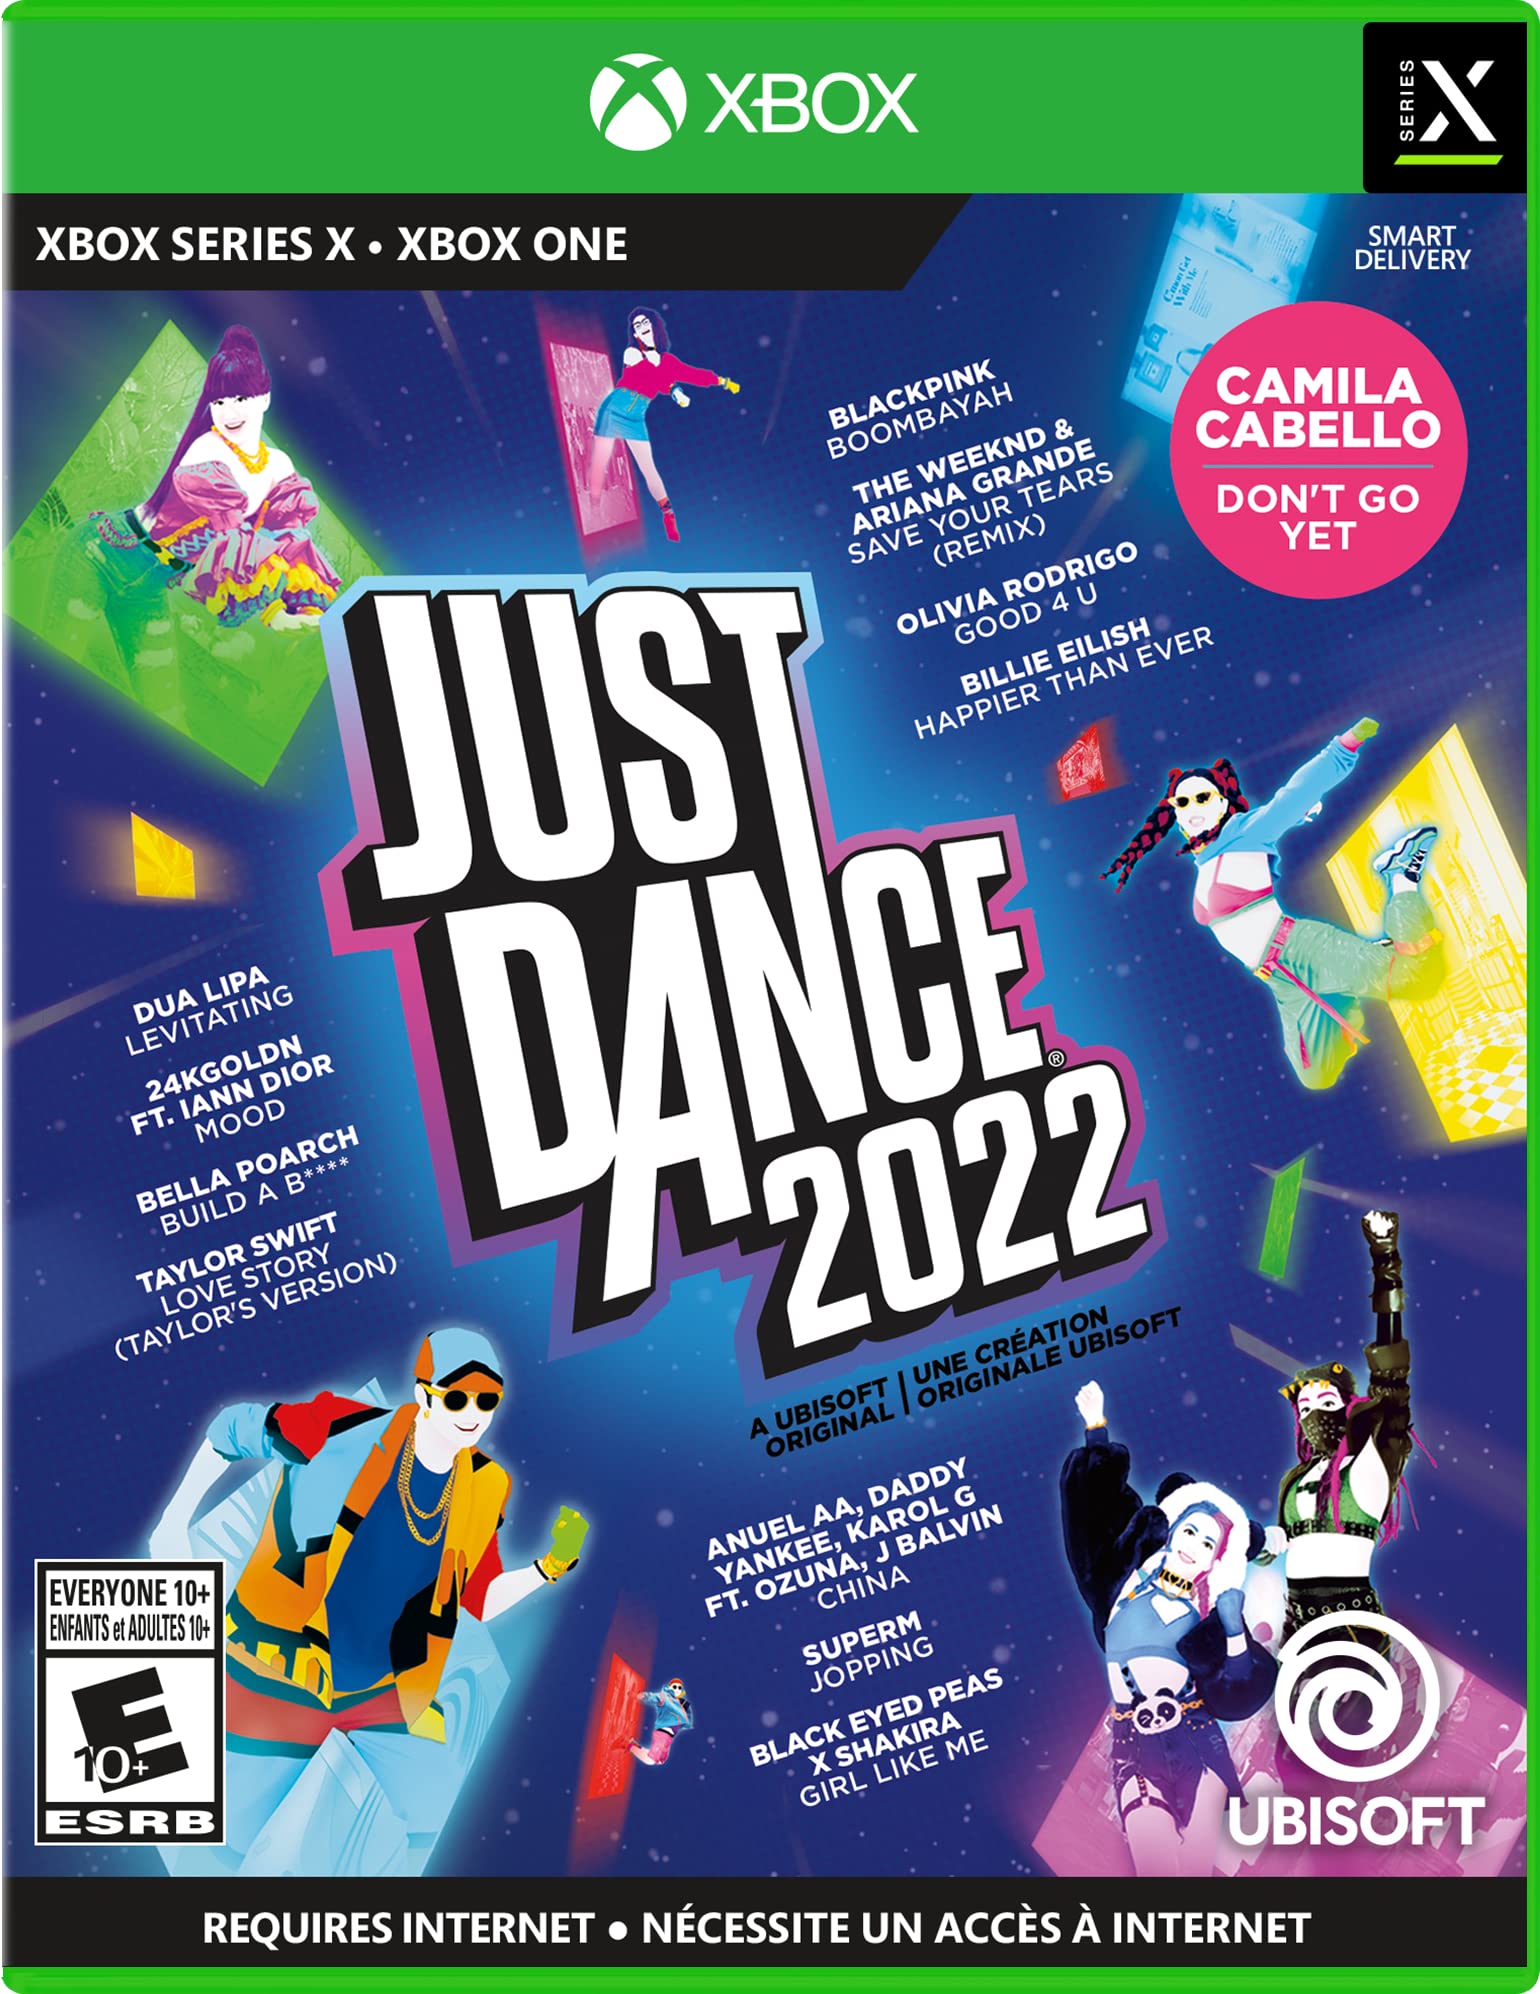 XBOX
SERIES X
XBOX SERIES X • XBOX ONE
SMART
DELIVERY
CAMILA
CABELLO
DON'T GO
YET
BLACKPINK
BOOMBAYAH
THE WEEKND &
ARIANA GRANDE
SAVE YOUR TEARS
(REMIX)
OLIVIA RODRIGO
GOOD 4 U
BILLIE EILISH
HAPPIER THAN EVER
JUST
DANCE®
2022
DUA LIPA
LEVITATING
24KGOLDN
FT. IANN DIOR
MOOD
BELLA POARCH
BUILD A B****
TAYLOR SWIFT
LOVE STORY
(TAYLOR'S VERSION)
A UBISOFT
ORIGINAL
UNE CRÉATION
ORIGINALE UBISOFT
ANUEL AA, DADDY
YANKEE, KAROL G
FT. OZUNA, J BALVIN
CHINA
SUPERM
JOPPING
BLACK EYED PEAS
X SHAKIRA
GIRL LIKE ME
EVERYONE 10+
ENFANTS et ADULTES 10+
E
10+
ESRB
UBISOFT
REQUIRES INTERNET • NÉCESSITE UN ACCÈS À INTERNET